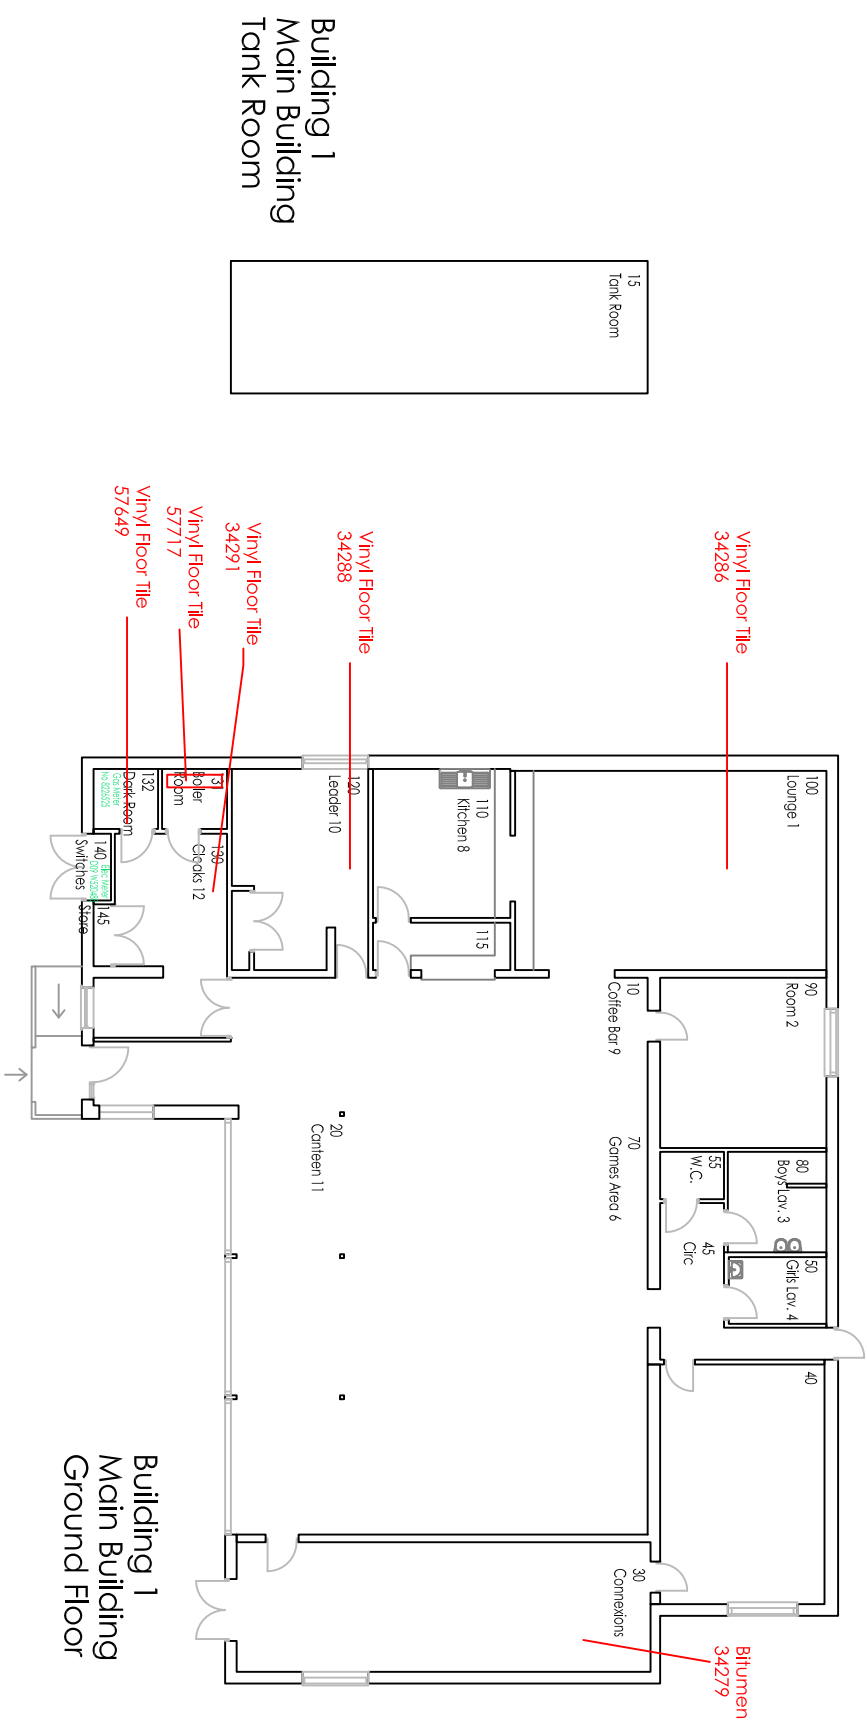 Building 1
Main Building
Tank Room
15
Tank Room
Vinyl Floor Tile
34286
Vinyl Floor Tile
34288
Vinyl Floor Tile
34291
Vinyl Floor Tile
57717
Vinyl Floor Tile
57649
100
Lounge 1
110
Kitchen 8
115
120
Leader 10
130
Cloaks 12
Boiler
Room
132
Dark Room
Gas Meter
140
Switches
Elec Meter
145
Store
90
Room 2
10
Coffee Bar 9
70
Games Area 6
20
Canteen 11
55
W.C.
80
Boys Lav. 3
45
Circ
50
Girls Lav. 4
40
30
Connexions
Bitumen
34279
Building 1
Main Building
Ground Floor